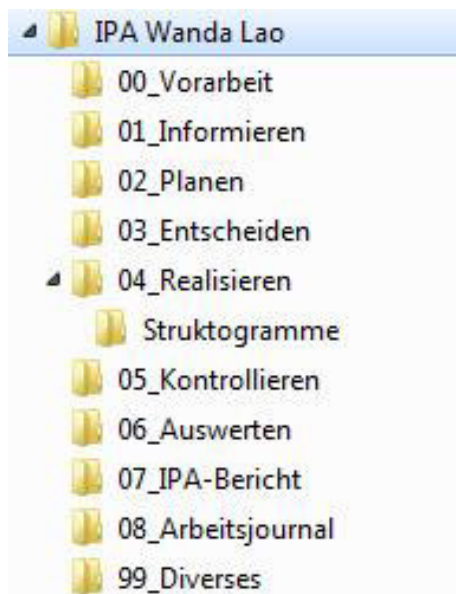 IPA Wanda Lao
00_Vorarbeit
01_Informieren
02_Planen
03_Entscheiden
04_Realisieren
Struktogramme
05_Kontrollieren
06_Auswerten
07_IPA-Bericht
08_Arbeitsjournal
99_Diverses